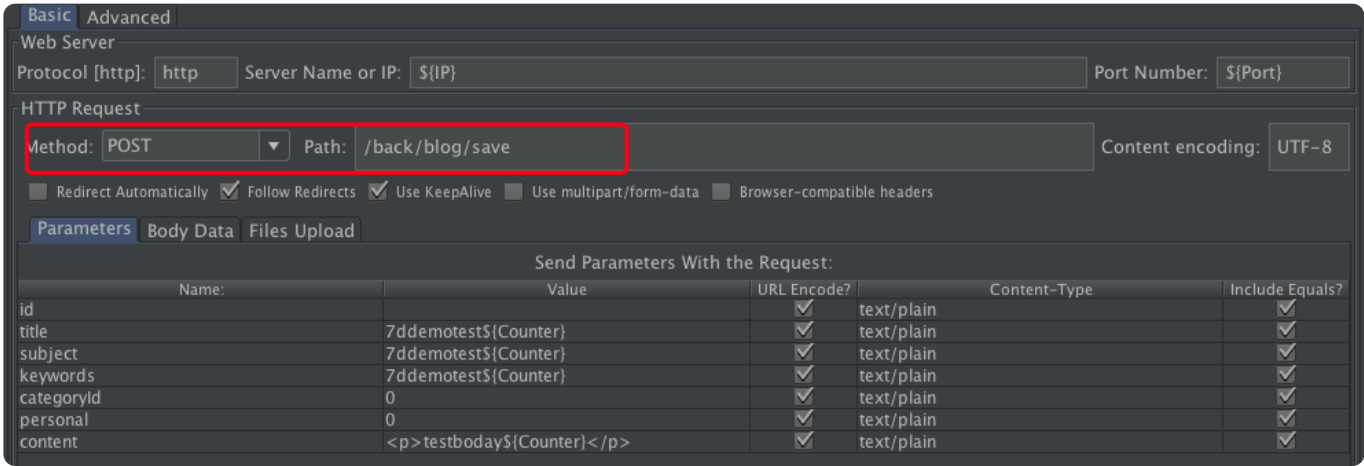 Basic Advanced
Web Server
Protocol [http]: http Server Name or IP: ${IP} Port Number: ${Port}
HTTP Request
Method: POST Path: /back/blog/save Content encoding: UTF-8
Redirect Automatically Follow Redirects Use KeepAlive Use multipart/form-data Browser-compatible headers
Parameters Body Data Files Upload
Send Parameters With the Request:
Name: Value URL Encode? Content-Type Include Equals?
id text/plain
title 7ddemotest${Counter} text/plain
subject 7ddemotest${Counter} text/plain
keywords 7ddemotest${Counter} text/plain
categoryId 0 text/plain
personal 0 text/plain
content <p>testboday${Counter}</p> text/plain